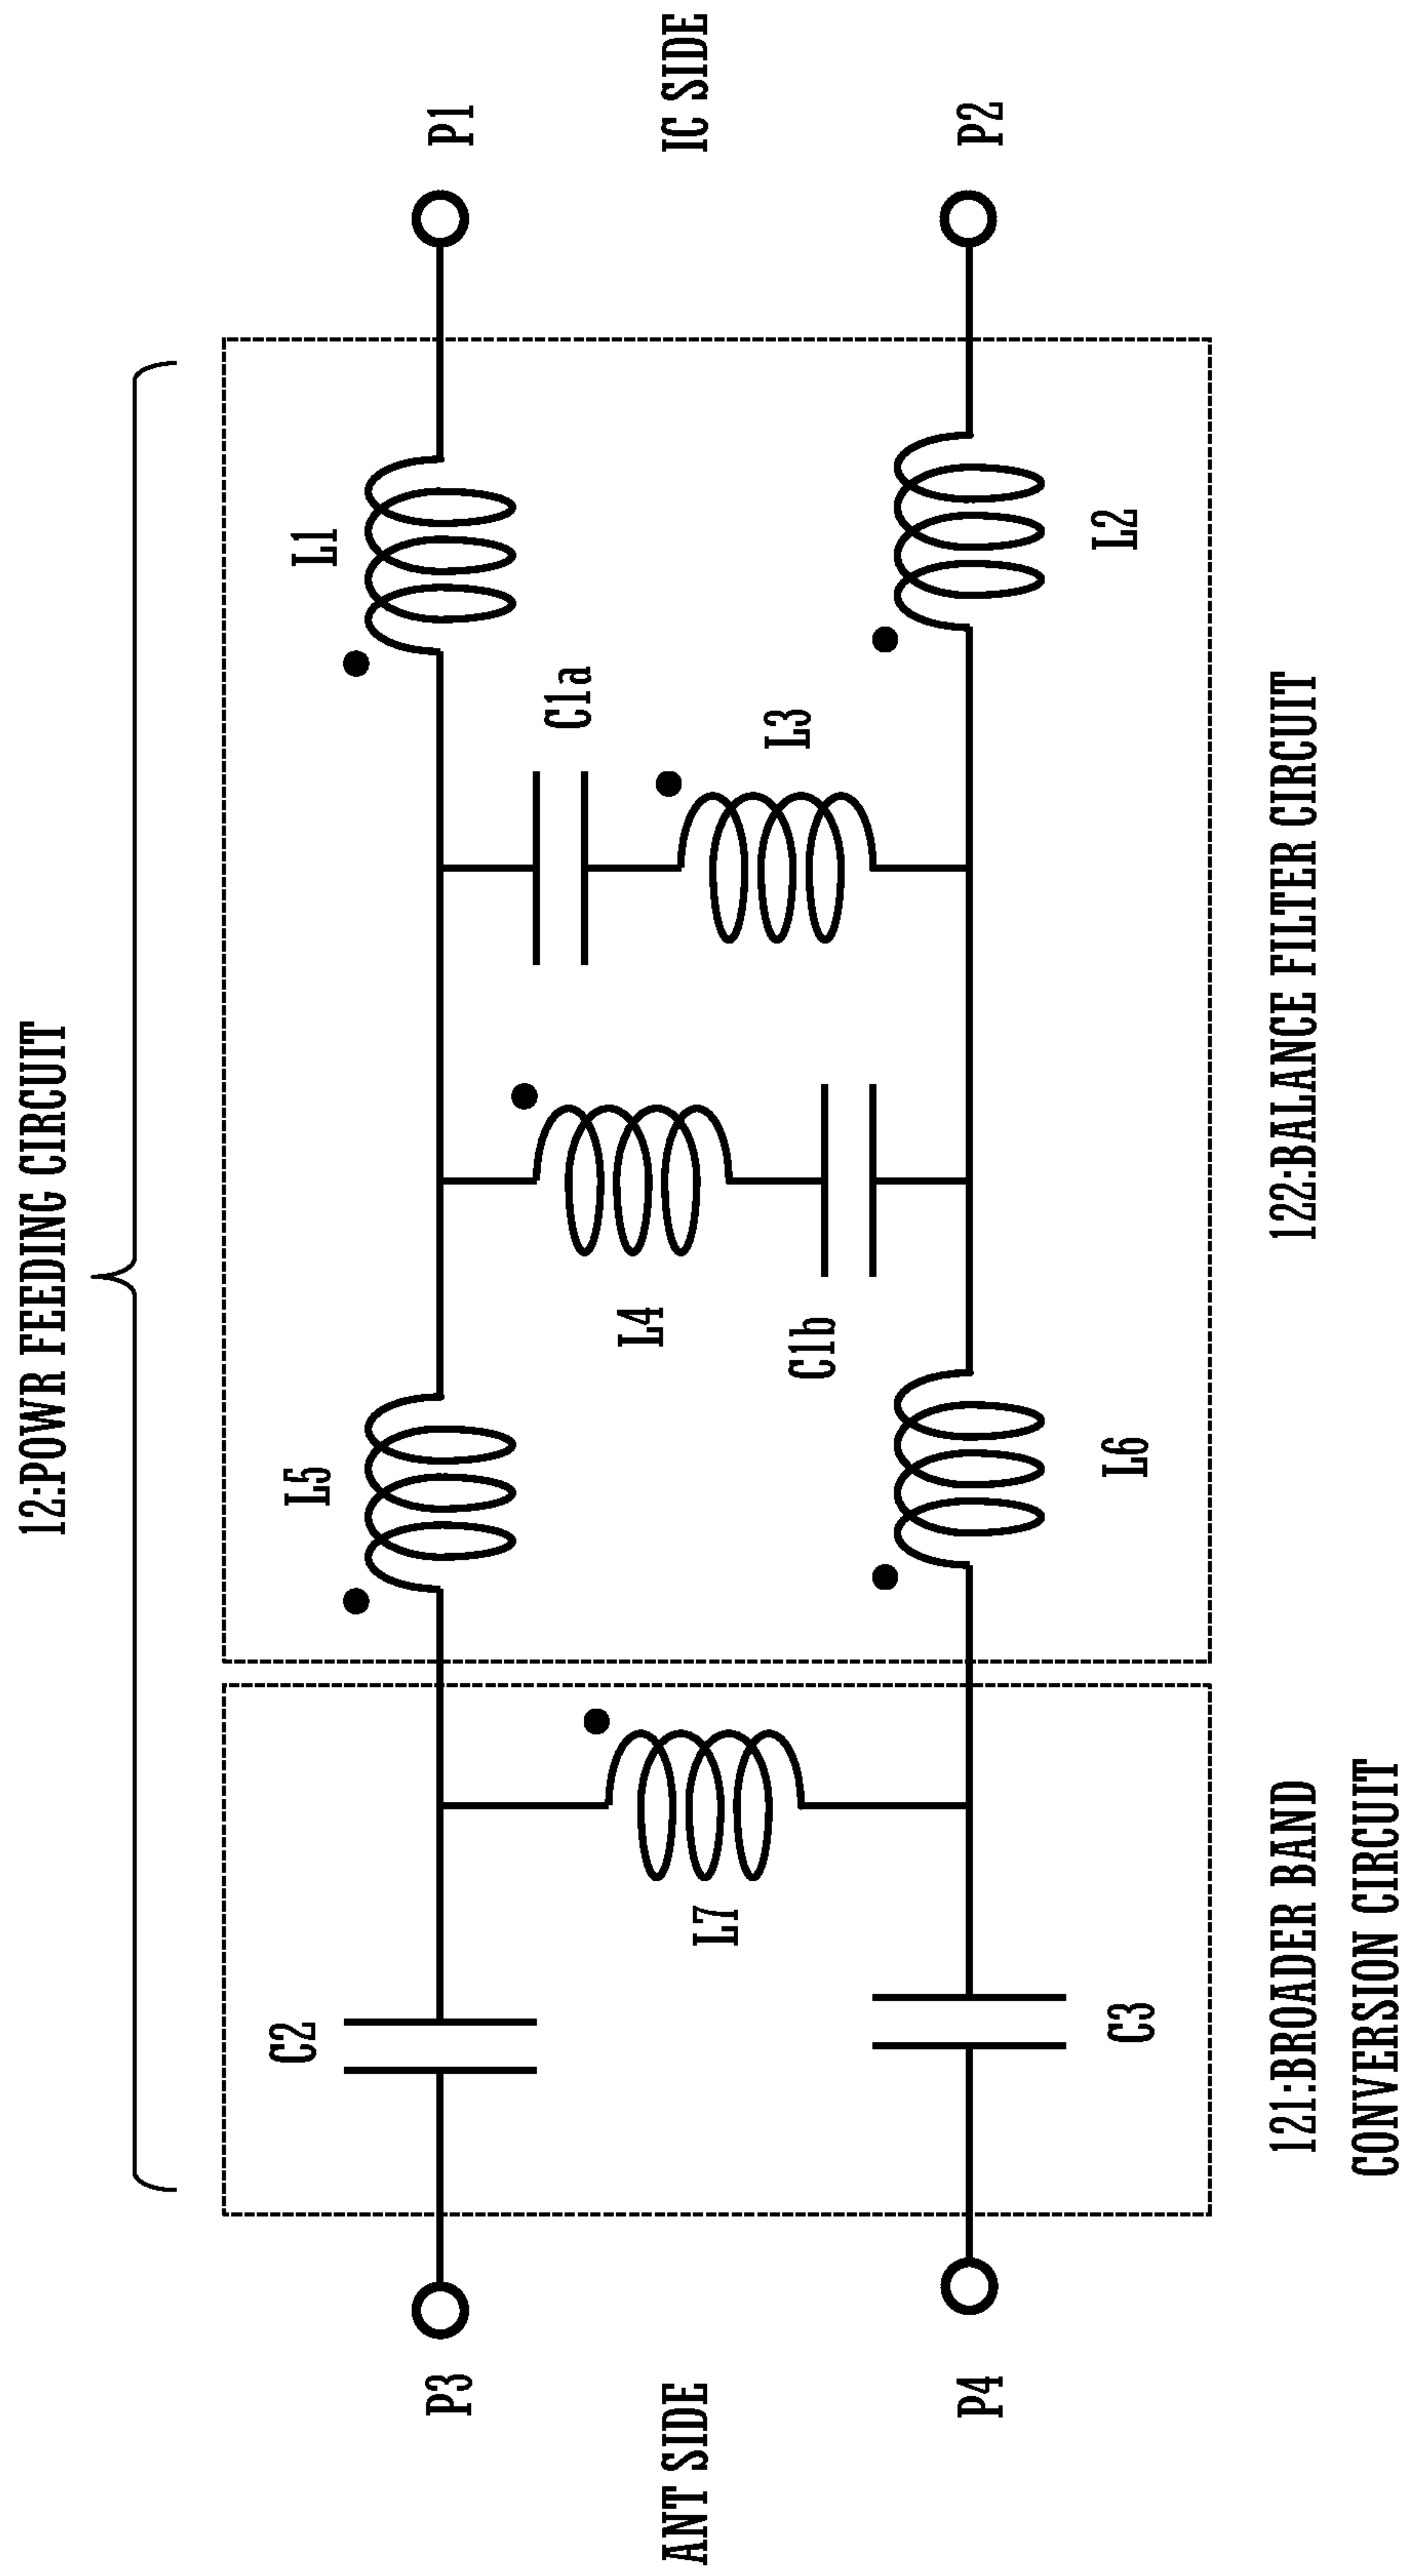 12:POWR FEEDING CIRCUIT
C2
L5
L1
P3
P1
C1a
L4
L7
ANT SIDE
IC SIDE
L3
C1b
P4
P2
C3
L6
L2
121:BROADER BAND
CONVERSION CIRCUIT
122:BALANCE FILTER CIRCUIT